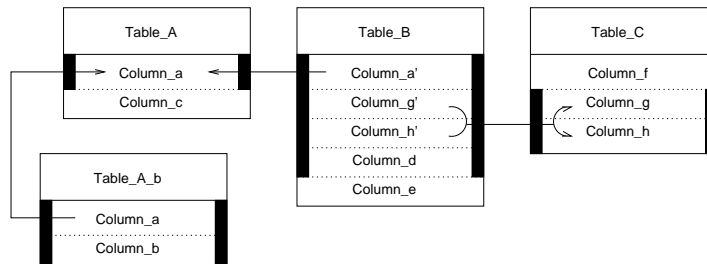 Table_A
Column_a
Column_c
Table_B
Column_a'
Column_g'
Column_h'
Column_d
Column_e
Table_C
Column_f
Column_g
Column_h
Table_A_b
Column_a
Column_b